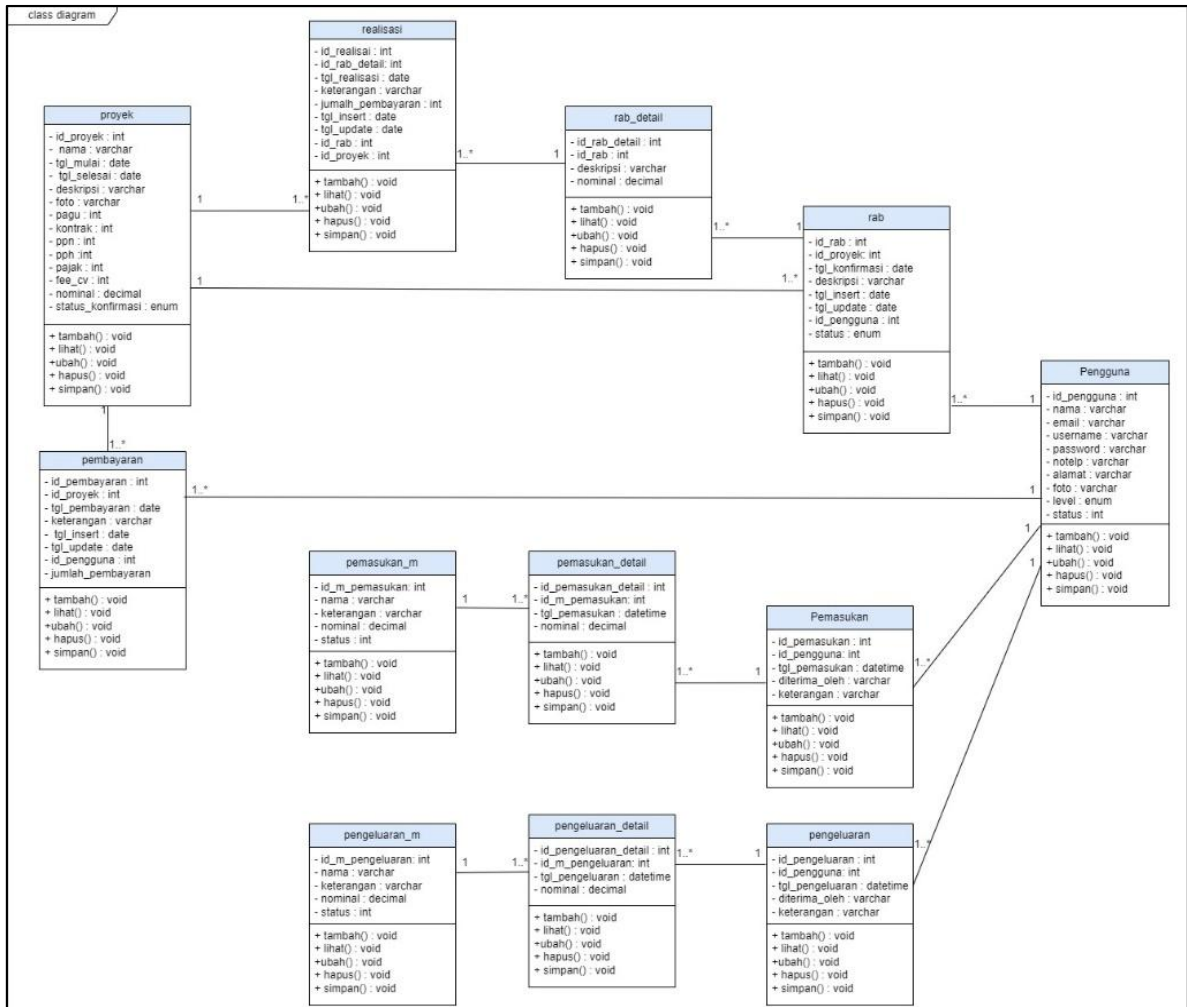 class diagram
realisasi
- id_realisai : int
- id_rab_detail: int
- tgl_realisasi : date
- keterangan : varchar
- jumalh_pembayaran : int
- tgl_insert : date
- tgl_update : date
- id_rab : int
- id_proyek : int
+ tambah() : void
+ lihat() : void
+ubah() : void
+ hapus() : void
+ simpan() : void
1..*
1
proyek
- id_proyek : int
- nama : varchar
- tgl_mulai : date
- tgl_selesai : date
- deskripsi : varchar
- foto : varchar
- pagu : int
- kontrak : int
- ppn : int
- pph :int
- pajak : int
- fee_cv : int
- nominal : decimal
- status_konfirmasi : enum
+ tambah() : void
+ lihat() : void
+ubah() : void
+ hapus() : void
+ simpan() : void
1
1..*
1
1..*
1
1..*
rab_detail
- id_rab_detail : int
- id_rab : int
- deskripsi : varchar
- nominal : decimal
+ tambah() : void
+ lihat() : void
+ubah() : void
+ hapus() : void
+ simpan() : void
1..*
1
rab
- id_rab : int
- id_proyek: int
- tgl_konfirmasi : date
- deskripsi : varchar
- tgl_insert : date
- tgl_update : date
- id_pengguna : int
- status : enum
+ tambah() : void
+ lihat() : void
+ubah() : void
+ hapus() : void
+ simpan() : void
1..*
1
Pengguna
- id_pengguna : int
- nama : varchar
- email : varchar
- username : varchar
- password : varchar
- notelp : varchar
- alamat : varchar
- foto : varchar
- level : enum
- status : int
+ tambah() : void
+ lihat() : void
+ubah() : void
+ hapus() : void
+ simpan() : void
pembayaran
- id_pembayaran : int
- id_proyek : int
- tgl_pembayaran : date
- keterangan : varchar
- tgl_insert : date
- tgl_update : date
- id_pengguna : int
- jumlah_pembayaran
+ tambah() : void
+ lihat() : void
+ubah() : void
+ hapus() : void
+ simpan() : void
1..*
1
1
1
pemasukan_m
- id_m_pemasukan: int
- nama : varchar
- keterangan : varchar
- nominal : decimal
- status : int
+ tambah() : void
+ lihat() : void
+ubah() : void
+ hapus() : void
+ simpan() : void
1
1..*
pemasukan_detail
- id_pemasukan_detail : int
- id_m_pemasukan: int
- tgl_pemasukan : datetime
- nominal : decimal
+ tambah() : void
+ lihat() : void
+ubah() : void
+ hapus() : void
+ simpan() : void
1..*
1
Pemasukan
- id_pemasukan : int
- id_pengguna: int
- tgl_pemasukan : datetime
- diterima_oleh : varchar
- keterangan : varchar
+ tambah() : void
+ lihat() : void
+ubah() : void
+ hapus() : void
+ simpan() : void
1..*
pengeluaran_m
- id_m_pengeluaran: int
- nama : varchar
- keterangan : varchar
- nominal : decimal
- status : int
+ tambah() : void
+ lihat() : void
+ubah() : void
+ hapus() : void
+ simpan() : void
1
1..*
pengeluaran_detail
- id_pengeluaran_detail : int
- id_m_pengeluaran: int
- tgl_pengeluaran : datetime
- nominal : decimal
+ tambah() : void
+ lihat() : void
+ubah() : void
+ hapus() : void
+ simpan() : void
1..*
1
pengeluaran
- id_pengeluaran : int
- id_pengguna: int
- tgl_pengeluaran : datetime
- diterima_oleh : varchar
- keterangan : varchar
+ tambah() : void
+ lihat() : void
+ubah() : void
+ hapus() : void
+ simpan() : void
1..*